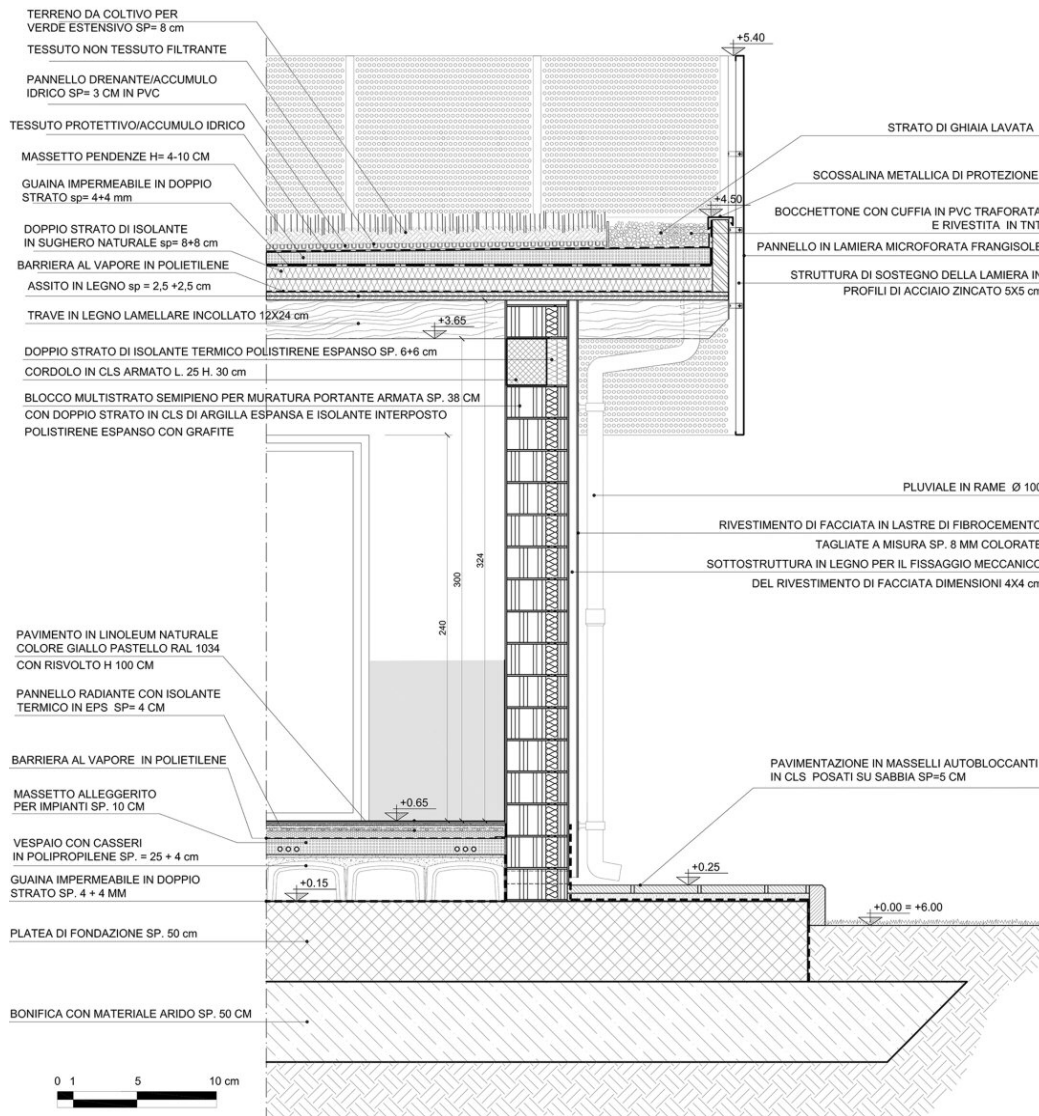 TERRENO DA COLTIVO PER
VERDE ESTENSIVO SP= 8 cm
TESSUTO NON TESSUTO FILTRANTE
PANNELLO DRENANTE/ACCUMULO
IDRICO SP= 3 CM IN PVC
TESSUTO PROTETTIVO/ACCUMULO IDRICO
MASSETTO PENDENZE H= 4-10 CM
GUAINA IMPERMEABILE IN DOPPIO
STRATO sp= 4+4 mm
DOPPIO STRATO DI ISOLANTE
IN SUGHERO NATURALE sp= 8+8 cm
BARRIERA AL VAPORE IN POLIETILENE
ASSITO IN LEGNO sp = 2,5 +2,5 cm
TRAVE IN LEGNO LAMELLARE INCOLLATO 12X24 cm
+3.65
DOPPIO STRATO DI ISOLANTE TERMICO POLISTIRENE ESPANSO SP. 6+6 cm
CORDOLO IN CLS ARMATO L. 25 H. 30 cm
BLOCCO MULTISTRATO SEMIPIENO PER MURATURA PORTANTE ARMATA SP. 38 CM
CON DOPPIO STRATO IN CLS DI ARGILLA ESPANSA E ISOLANTE INTERPOSTO
POLISTIRENE ESPANSO CON GRAFITE
240
300
324
PAVIMENTO IN LINOLEUM NATURALE
COLORE GIALLO PASTELLO RAL 1034
CON RISVOLTO H 100 CM
PANNELLO RADIANTE CON ISOLANTE
TERMICO IN EPS SP= 4 CM
BARRIERA AL VAPORE IN POLIETILENE
MASSETTO ALLEGGERITO
PER IMPIANTI SP. 10 CM
+0.65
VESPAIO CON CASSERI
IN POLIPROPILENE SP. = 25 + 4 cm
GUAINA IMPERMEABILE IN DOPPIO
STRATO SP. 4 + 4 MM
+0.15
PLATEA DI FONDAZIONE SP. 50 cm
BONIFICA CON MATERIALE ARIDO SP. 50 CM
0 1 5 10 cm
+5.40
STRATO DI GHIAIA LAVATA
SCOSSALINA METALLICA DI PROTEZIONE
+4.50
BOCCHETTONE CON CUFFIA IN PVC TRAFORATA
E RIVESTITA IN TNT
PANNELLO IN LAMIERA MICROFORATA FRANGISOLE
STRUTTURA DI SOSTEGNO DELLA LAMIERA IN
PROFILI DI ACCIAIO ZINCATO 5X5 cm
PLUVIALE IN RAME Ø 100
RIVESTIMENTO DI FACCIATA IN LASTRE DI FIBROCEMENTO
TAGLIATE A MISURA SP. 8 MM COLORATE
SOTTOSTRUTTURA IN LEGNO PER IL FISSAGGIO MECCANICO
DEL RIVESTIMENTO DI FACCIATA DIMENSIONI 4X4 cm
PAVIMENTAZIONE IN MASSELLI AUTOBLOCCANTI
IN CLS POSATI SU SABBIA SP=5 CM
+0.25
+0.00 = +6.00